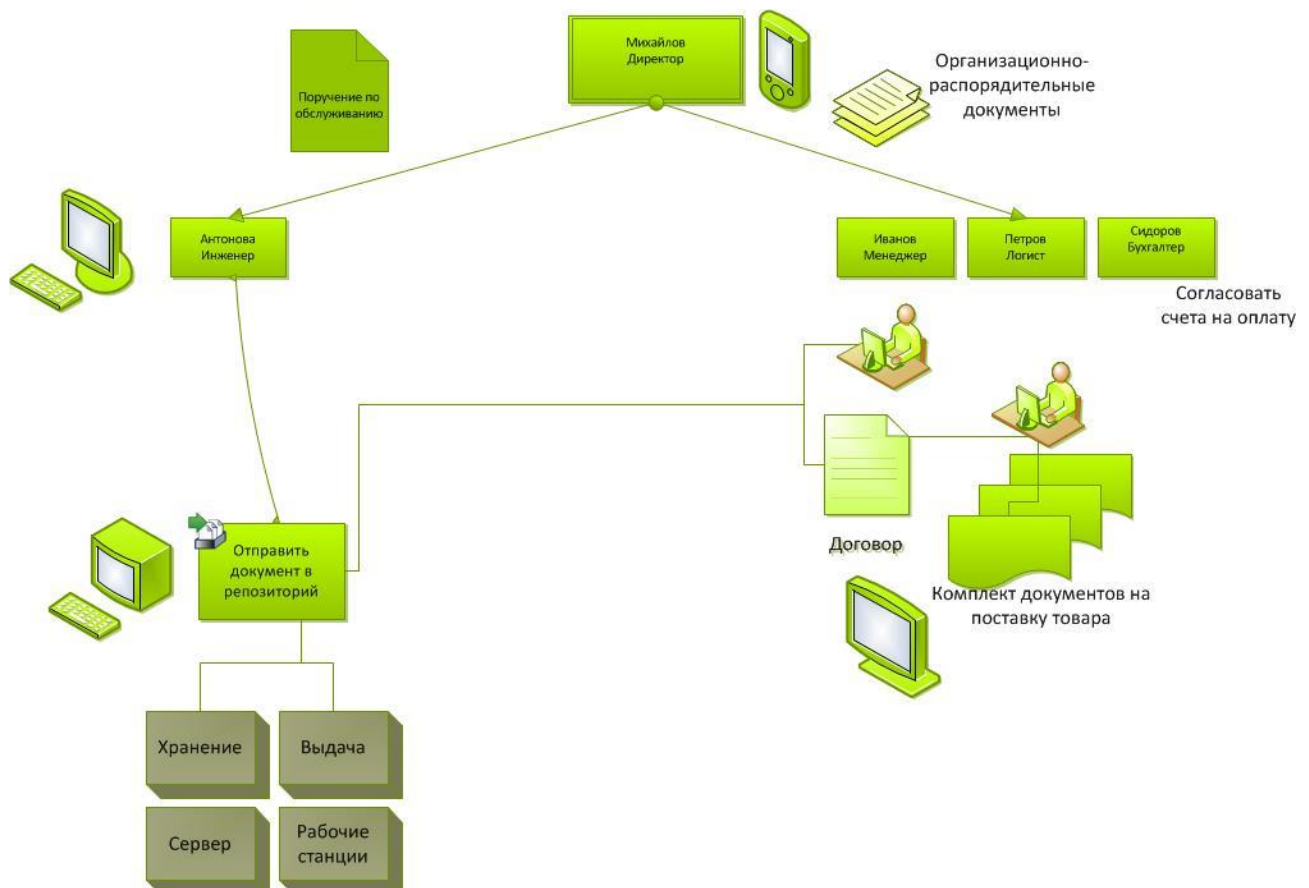 Михайлов
Директор
Поручение по
обслуживанию
Организационно-
распорядительные
документы
Антонова
Инженер
Иванов
Менеджер
Петров
Логист
Сидоров
Бухгалтер
Согласовать
счета на оплату
Отправить
документ в
репозиторий
Договор
Комплект документов на
поставку товара
Хранение
Выдача
Сервер
Рабочие
станции